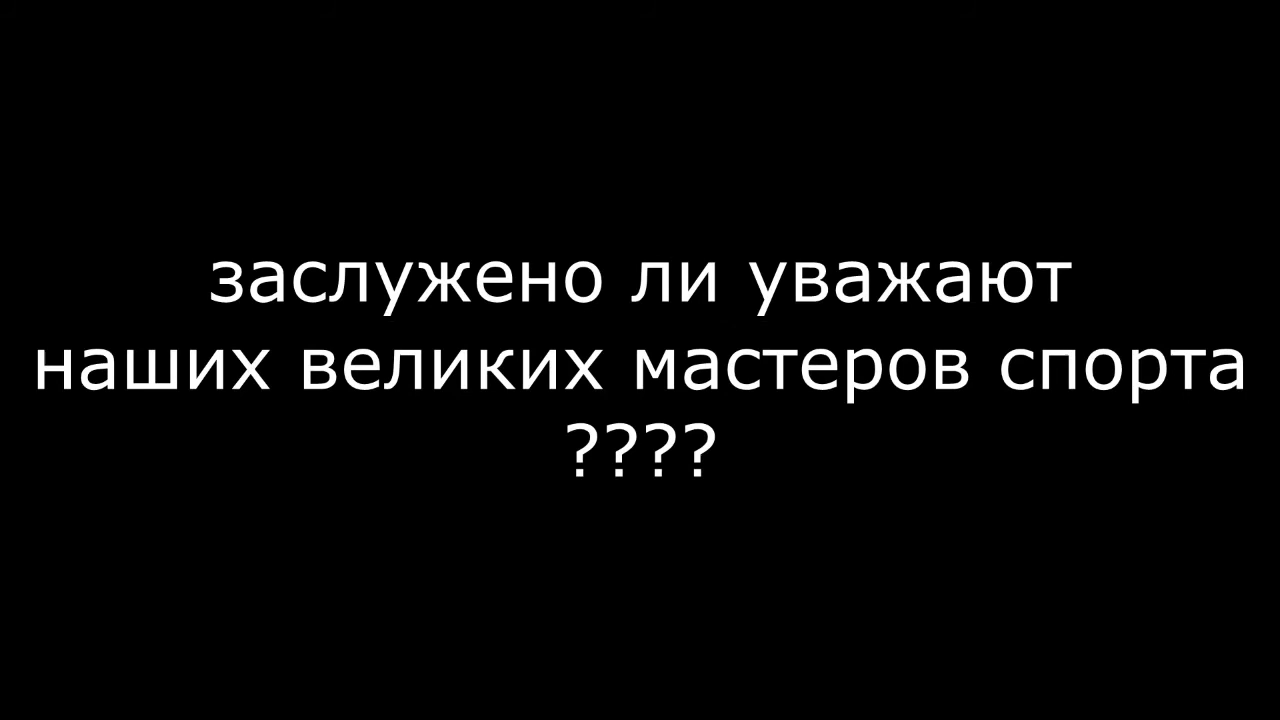 заслужено ли уважают
наших великих мастеров спорта
????